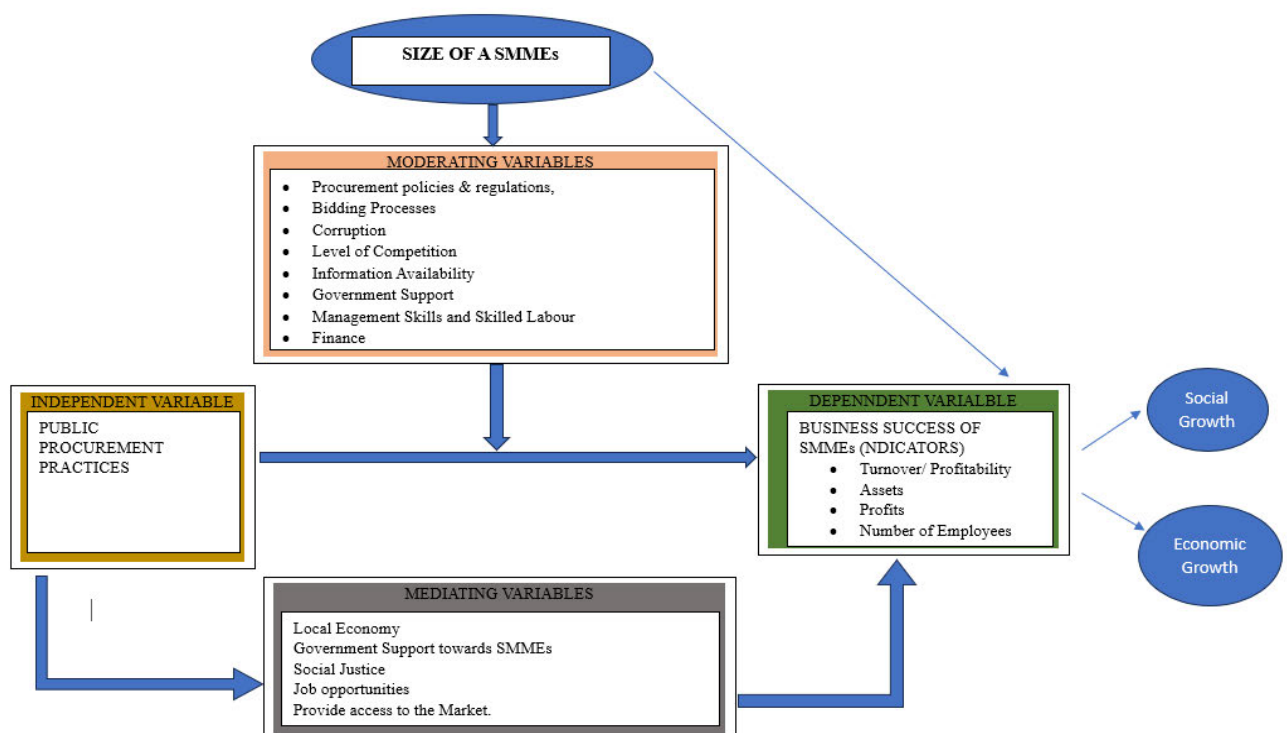 SIZE OF A SMMEs
MODERATING VARIABLES
• Procurement policies & regulations,
• Bidding Processes
• Corruption
• Level of Competition
• Information Availability
• Government Support
• Management Skills and Skilled Labour
• Finance
INDEPENDENT VARIABLE
PUBLIC
PROCUREMENT
PRACTICES
DEPENNDENT VARIALBLE
BUSINESS SUCCESS OF
SMMEs (NDICATORS)
• Turnover/ Profitability
• Assets
• Profits
• Number of Employees
Social
Growth
Economic
Growth
MEDIATING VARIABLES
Local Economy
Government Support towards SMMEs
Social Justice
Job opportunities
Provide access to the Market.